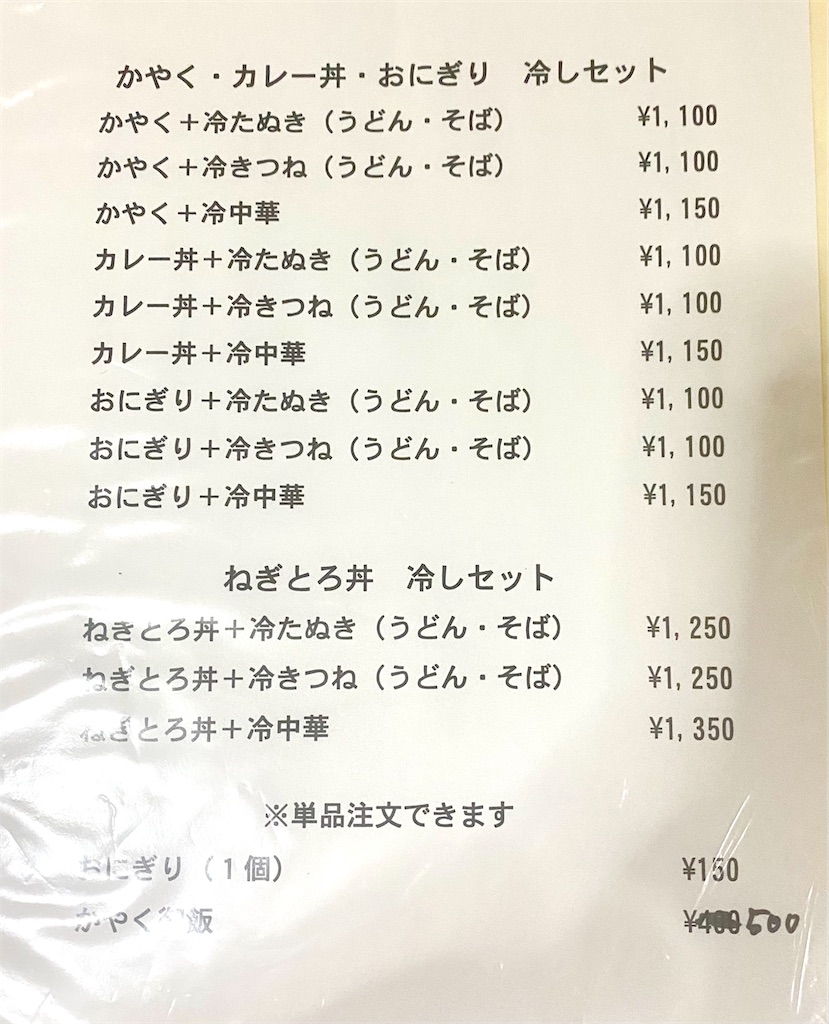 かやく・カレー丼・おにぎり　冷しセット
かやく＋冷たぬき（うどん・そば）　¥1,100
かやく＋冷きつね（うどん・そば）　¥1,100
かやく＋冷中華　¥1,150
カレー丼＋冷たぬき（うどん・そば）　¥1,100
カレー丼＋冷きつね（うどん・そば）　¥1,100
カレー丼＋冷中華　¥1,150
おにぎり＋冷たぬき（うどん・そば）　¥1,100
おにぎり＋冷きつね（うどん・そば）　¥1,100
おにぎり＋冷中華　¥1,150
ねぎとろ丼　冷しセット
ねぎとろ丼＋冷たぬき（うどん・そば）　¥1,250
ねぎとろ丼＋冷きつね（うどん・そば）　¥1,250
ねぎとろ丼＋冷中華　¥1,350
※単品注文できます
おにぎり（１個）　¥150
かやく御飯　¥500